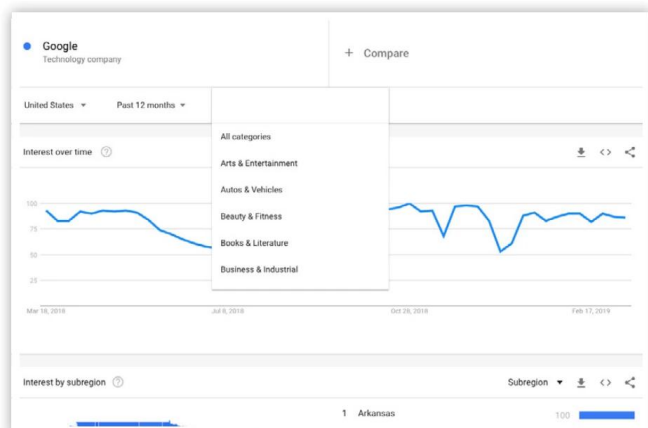 Google
Technology company
+ Compare
United States
Past 12 months
All categories
Arts & Entertainment
Autos & Vehicles
Beauty & Fitness
Books & Literature
Business & Industrial
Interest over time
100
75
50
25
Mar 18, 2018
Jul 8, 2018
Oct 28, 2018
Feb 17, 2019
Interest by subregion
Subregion
1 Arkansas 100